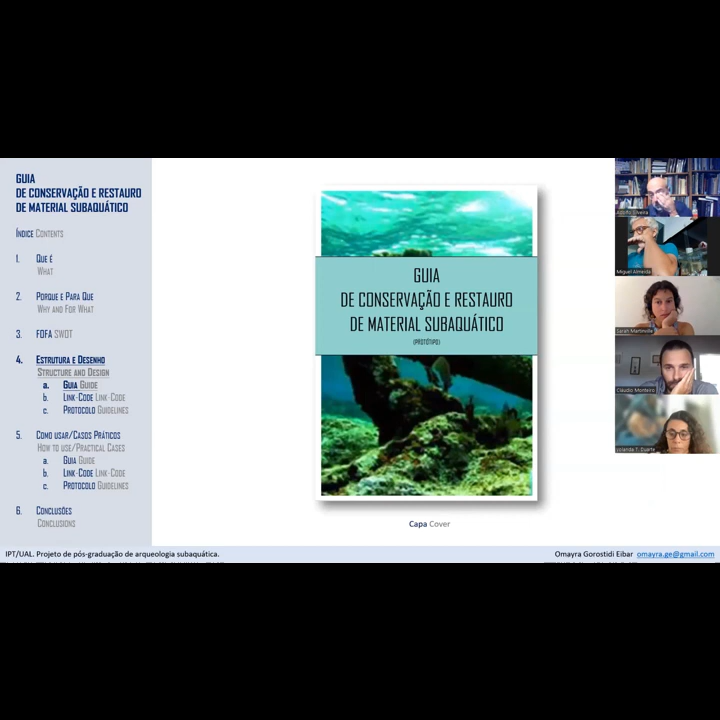 GUIA
DE CONSERVAÇÃO E RESTAURO
DE MATERIAL SUBAQUÁTICO
ÍNDICE CONTENTS
1. QUE É
WHAT
2. PORQUE E PARA QUE
WHY AND FOR WHAT
3. FOFA SWOT
4. ESTRUTURA E DESENHO
STRUCTURE AND DESIGN
a. GUIA GUIDE
b. LINK-CODE LINK-CODE
c. PROTOCOLO GUIDELINES
5. COMO USAR/CASOS PRÁTICOS
HOW TO USE/PRACTICAL CASES
a. GUIA GUIDE
b. LINK-CODE LINK-CODE
c. PROTOCOLO GUIDELINES
6. CONCLUSÕES
CONCLUSIONS
GUIA
DE CONSERVAÇÃO E RESTAURO
DE MATERIAL SUBAQUÁTICO
(PROTÓTIPO)
Capa Cover
Adolfo Silveira
Miguel Almeida
Sarah Martinville
Cláudio Monteiro
Yolanda T. Duarte
IPT/UAL. Projeto de pós-graduação de arqueologia subaquática.
Omayra Gorostidi Eibar omayra.ge@gmail.com